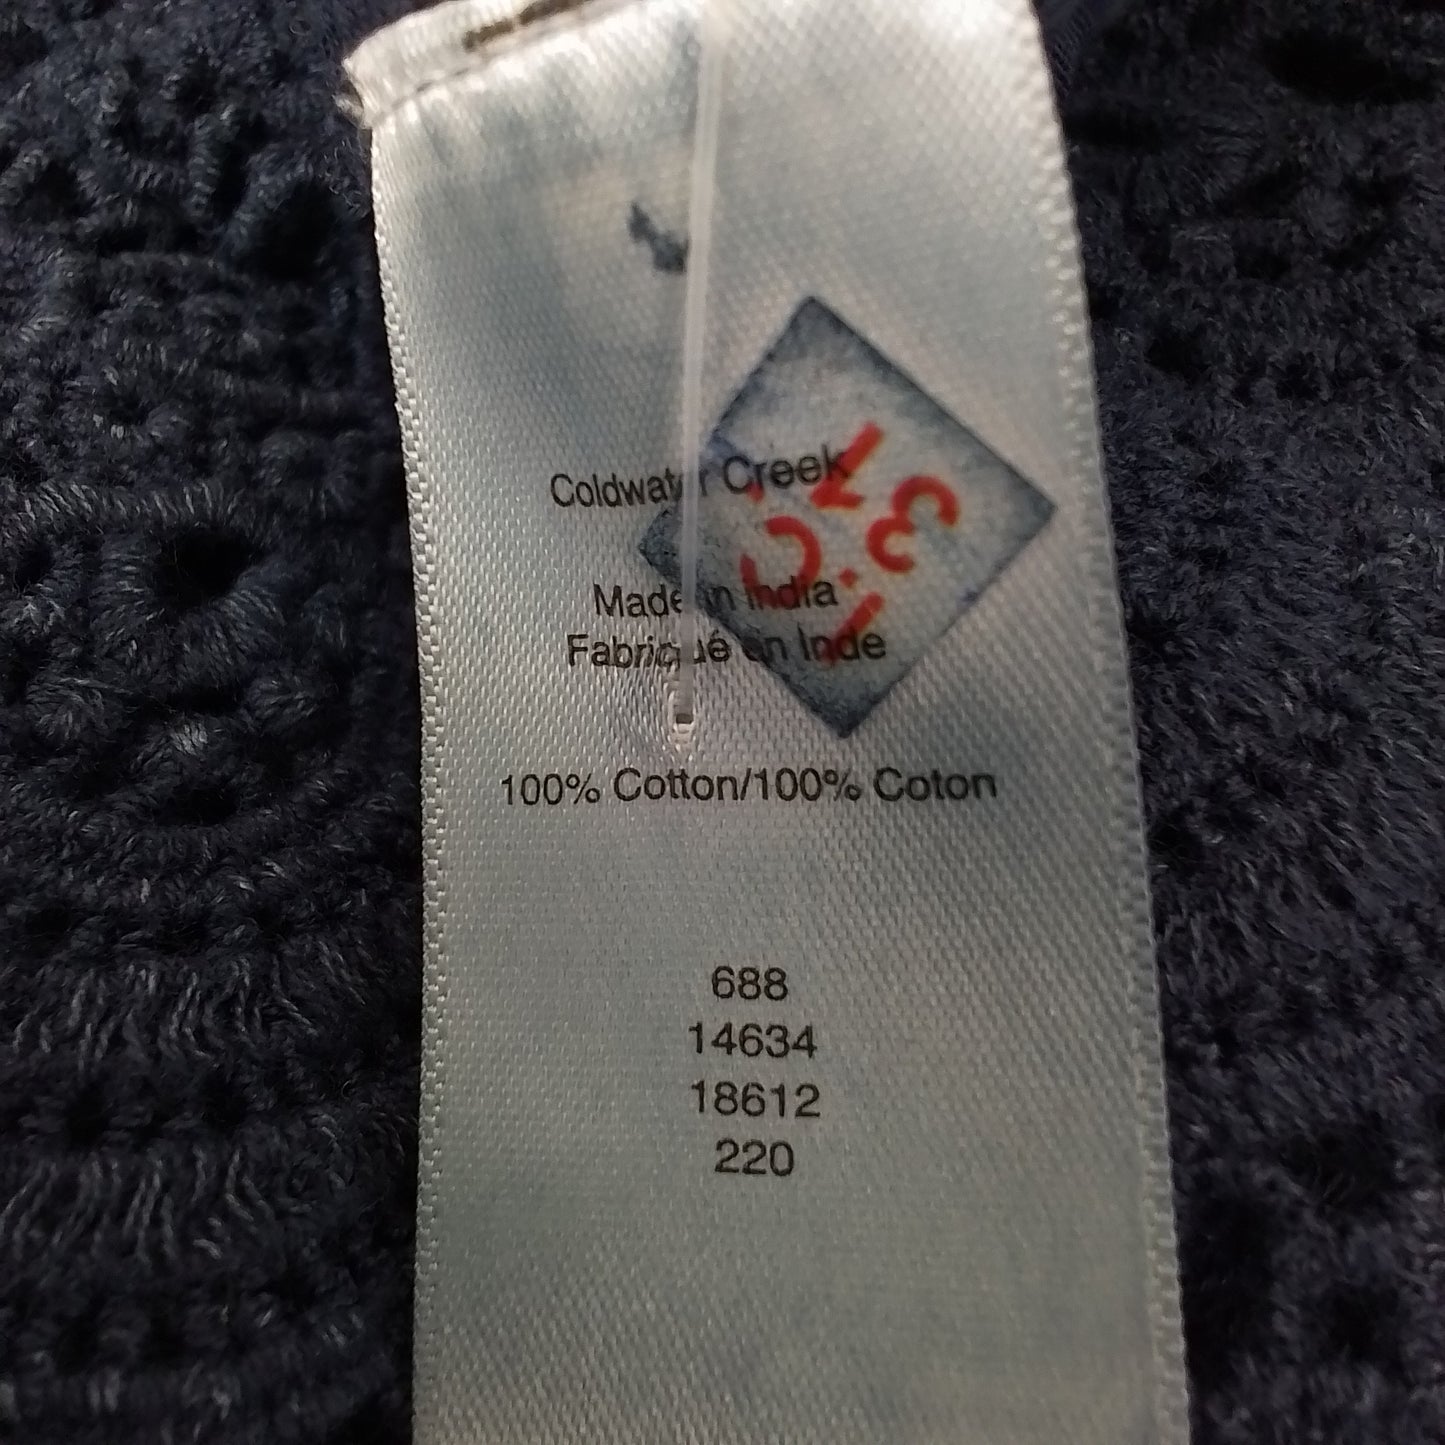 Coldwater Creek
Made in India
Fabriqué en Inde
100% Cotton/100% Coton
688
14634
18612
220